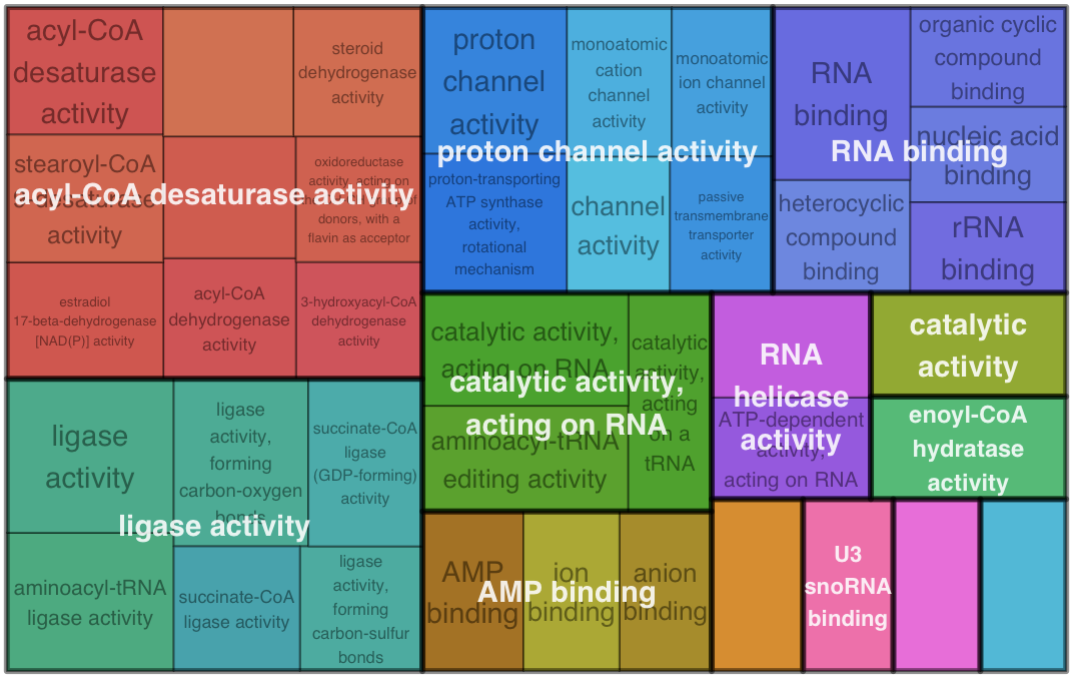 acyl-CoA
desaturase
activity
steroid
dehydrogenase
activity
stearoyl-CoA
activity
oxidoreductase
activity, acting on
donors, with a
flavin as acceptor
acyl-CoA desaturase activity
estradiol
17-beta-dehydrogenase
[NAD(P)] activity
acyl-CoA
dehydrogenase
activity
3-hydroxyacyl-CoA
dehydrogenase
activity
proton
channel
activity
monoatomic
cation
channel
activity
monoatomic
ion channel
activity
proton channel activity
proton-transporting
ATP synthase
activity,
rotational
mechanism
channel
activity
passive
transmembrane
transporter
activity
RNA
binding
organic cyclic
compound
binding
nucleic acid
binding
RNA binding
heterocyclic
compound
binding
rRNA
binding
ligase
activity
ligase
activity,
forming
carbon-oxygen
bonds
succinate-CoA
ligase
(GDP-forming)
activity
ligase activity
aminoacyl-tRNA
ligase activity
succinate-CoA
ligase activity
ligase
activity,
forming
carbon-sulfur
bonds
catalytic activity,
acting on RNA
catalytic
activity,
acting
on a
tRNA
catalytic activity,
acting on RNA
aminoacyl-tRNA
editing activity
RNA
helicase
activity
ATP-dependent
activity,
acting on RNA
catalytic
activity
enoyl-CoA
hydratase
activity
AMP
binding
ion
binding
anion
binding
AMP binding
U3
snoRNA
binding